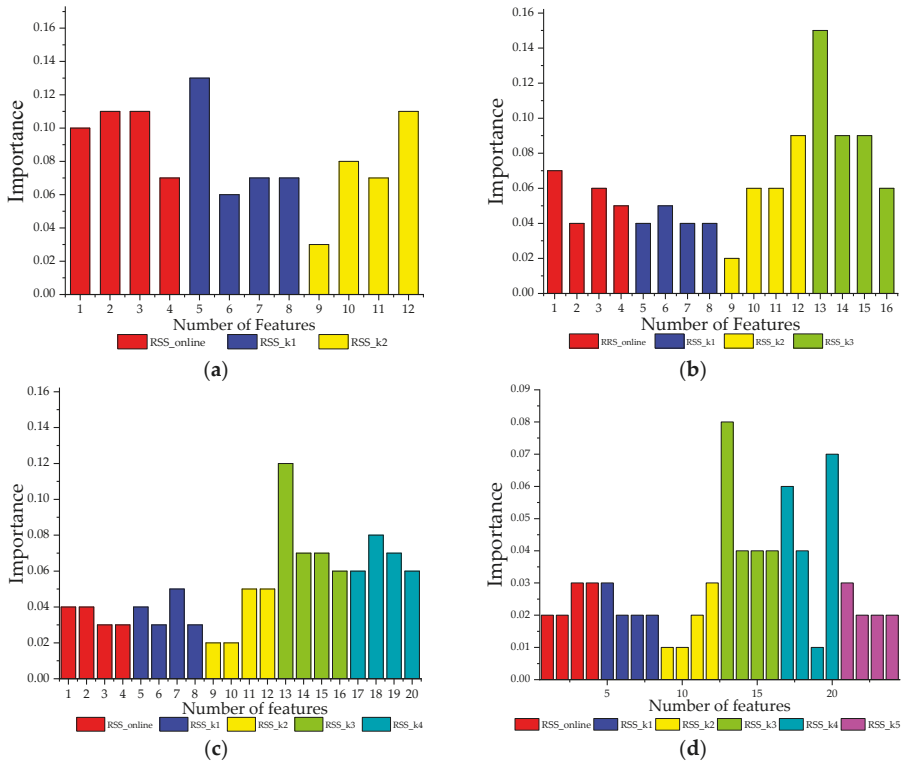 0.16
0.14
0.12
0.10
0.08
0.06
0.04
0.02
0.00
Importance
1 2 3 4 5 6 7 8 9 10 11 12
Number of Features
RSS_online RSS_k1 RSS_k2
(a)
0.16
0.14
0.12
0.10
0.08
0.06
0.04
0.02
0.00
Importance
1 2 3 4 5 6 7 8 9 10 11 12 13 14 15 16
Number of Features
RRS_online RSS_k1 RSS_k2 RSS_k3
(b)
0.16
0.14
0.12
0.10
0.08
0.06
0.04
0.02
0.00
Importance
1 2 3 4 5 6 7 8 9 10 11 12 13 14 15 16 17 18 19 20
Number of features
RSS_online RSS_k1 RSS_k2 RSS_k3 RSS_k4
(c)
0.09
0.08
0.07
0.06
0.05
0.04
0.03
0.02
0.01
0.00
Importance
5 10 15 20
Number of features
RSS_online RSS_k1 RSS_k2 RSS_k3 RSS_k4 RSS_k5
(d)